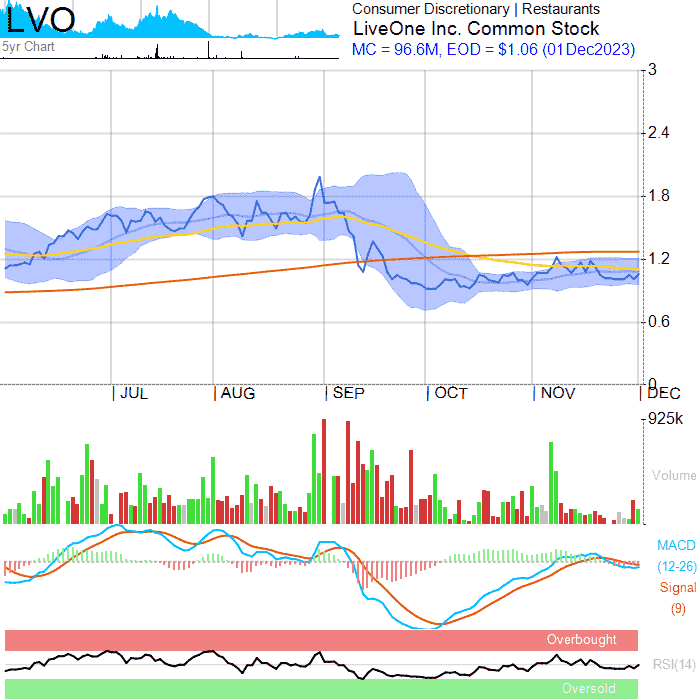 LVO
5yr Chart
Consumer Discretionary | Restaurants
LiveOne Inc. Common Stock
MC = 96.6M, EOD = $1.06 (01Dec2023)
3
2.4
1.8
1.2
0.6
0
JUL AUG SEP OCT NOV DEC
925k
Volume
MACD
(12-26)
Signal
(9)
Overbought
RSI(14)
Oversold